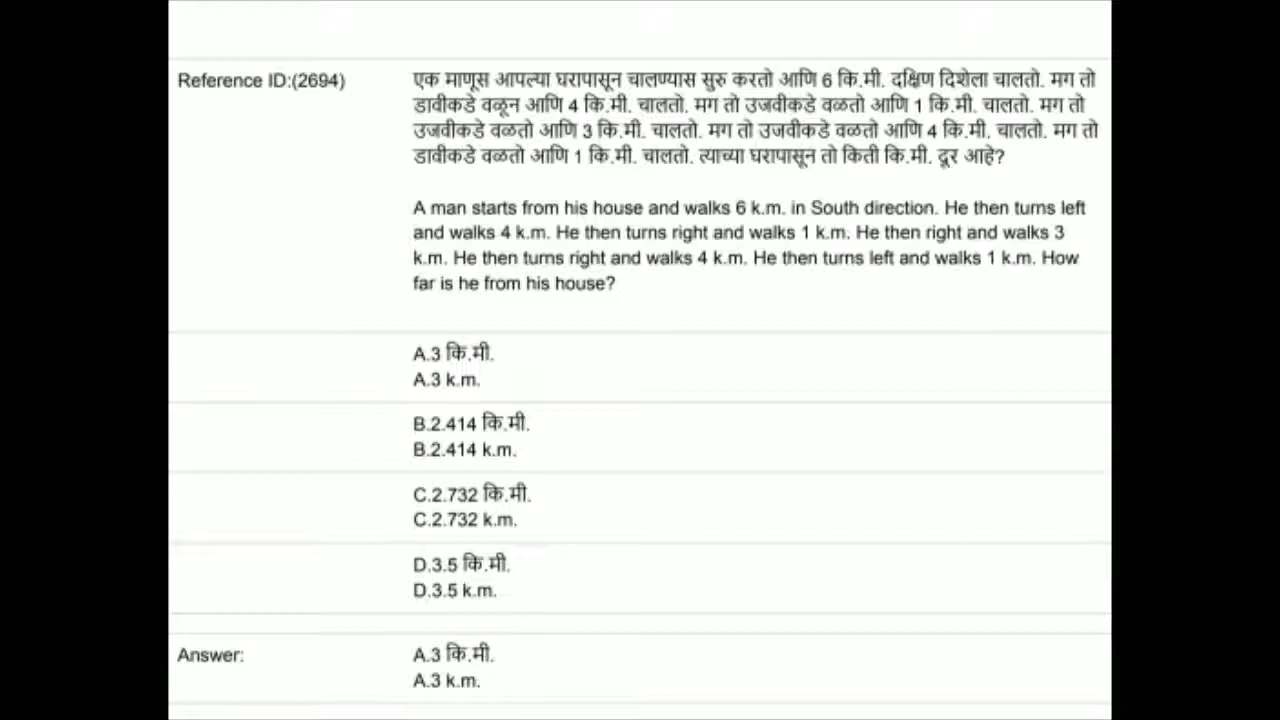 Reference ID:(2694)
एक माणूस आपल्या घरापासून चालण्यास सुरु करतो आणि 6 कि.मी. दक्षिण दिशेला चालतो. मग तो
डावीकडे वळून आणि 4 कि.मी. चालतो. मग तो उजवीकडे वळतो आणि 1 कि.मी. चालतो. मग तो
उजवीकडे वळतो आणि 3 कि.मी. चालतो. मग तो उजवीकडे वळतो आणि 4 कि.मी. चालतो. मग तो
डावीकडे वळतो आणि 1 कि.मी. चालतो. त्याच्या घरापासून तो किती कि.मी. दूर आहे?
A man starts from his house and walks 6 k.m. in South direction. He then turns left
and walks 4 k.m. He then turns right and walks 1 k.m. He then right and walks 3
k.m. He then turns right and walks 4 k.m. He then turns left and walks 1 k.m. How
far is he from his house?
A.3 कि.मी.
A.3 k.m.
B.2.414 कि.मी.
B.2.414 k.m.
C.2.732 कि.मी.
C.2.732 k.m.
D.3.5 कि.मी.
D.3.5 k.m.
Answer:
A.3 कि.मी.
A.3 k.m.